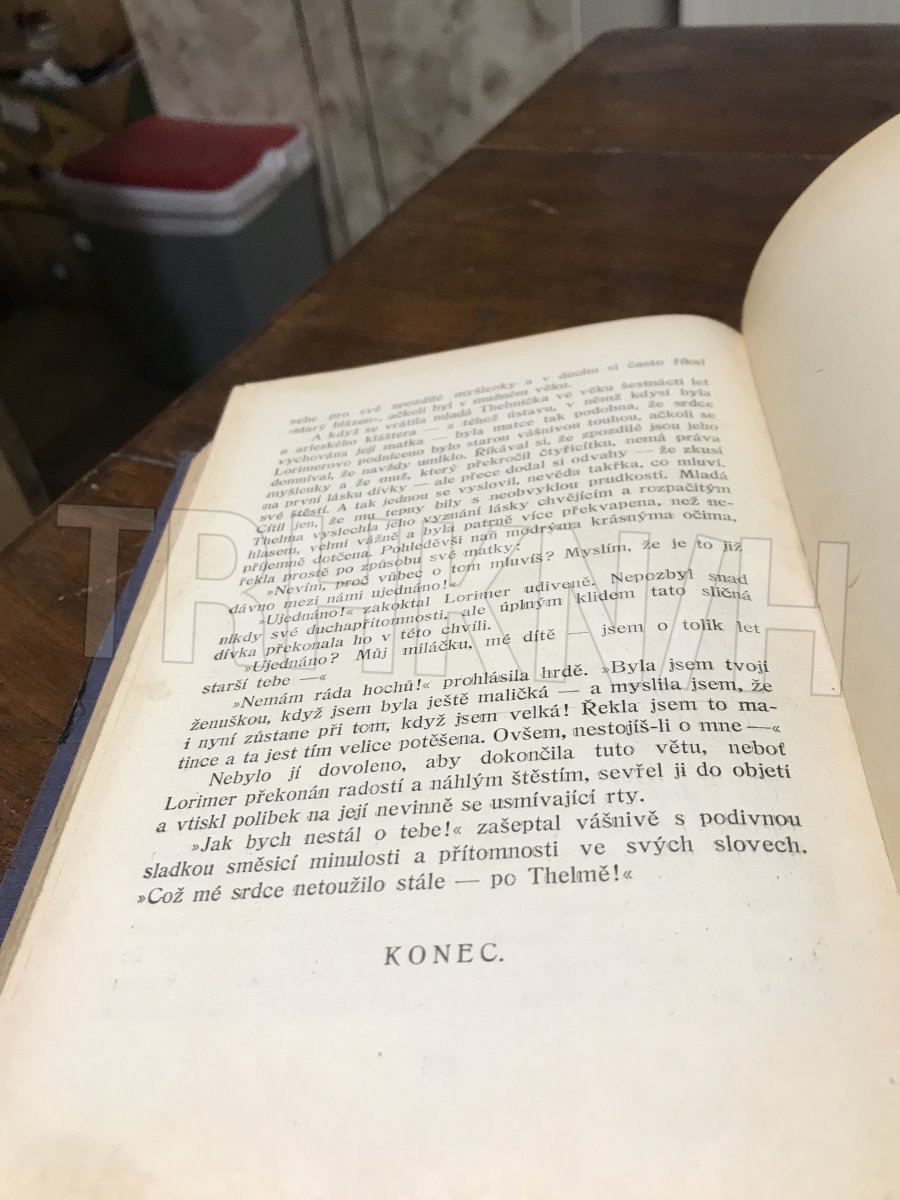 sebe pro své zpozdilé myšlenky a v duchu si často říkal
»starý blázen«, ačkoli byl v mužném věku.
A když se vrátila mladá Thelmička ve věku šestnácti let
z arleského kláštera — z téhož ústavu, v němž kdysi byla
vychována její matka — byla matce tak podobna, že srdce
Lorimerovo podníceno bylo starou vášnivou touhou, ačkoli se
domníval, že navždy umlklo. Říkával si, že zpozdilé jsou jeho
myšlenky a že muž, který překročil čtyřicítku, nemá práva
na první lásku dívky — ale přece dodal si odvahy — že zkusí
své štěstí. A tak jednou se vyslovil, nevěda takřka, co mluví.
Cítil jen, že mu tepny bily s neobvyklou prudkostí. Mladá
Thelma vyslechla jeho vyznání lásky chvějícím a rozpačitým
hlasem, velmi vážně a byla patrně více překvapena, než ne-
příjemně dotčena. Pohleděvši naň modrýma krásnýma očima,
řekla prostě po způsobu své matky:
»Nevím, proč vůbec o tom mluvíš? Myslím, že je to již
dávno mezi námi ujednáno!«
»Ujednáno!« zakoktal Lorimer udiveně. Nepozbyl snad
nikdy své duchapřítomnosti, ale úplným klidem tato sličná
dívka překonala ho v této chvíli.
»Ujednáno? Můj miláčku, mé dítě — jsem o tolik let
starší tebe —«
»Nemám ráda hochů!« prohlásila hrdě. »Byla jsem tvojí
ženuškou, když jsem byla ještě maličká — a myslila jsem, že
i nyní zůstane při tom, když jsem velká! Řekla jsem to ma-
tince a ta jest tím velice potěšena. Ovšem, nestojíš-li o mne —«
Nebylo jí dovoleno, aby dokončila tuto větu, neboť
Lorimer překonán radostí a náhlým štěstím, sevřel ji do objetí
a vtiskl polibek na její nevinně se usmívající rty.
»Jak bych nestál o tebe!« zašeptal vášnivě s podivnou
sladkou směsicí minulosti a přítomnosti ve svých slovech.
»Což mé srdce netoužilo stále — po Thelmě!«
KONEC.